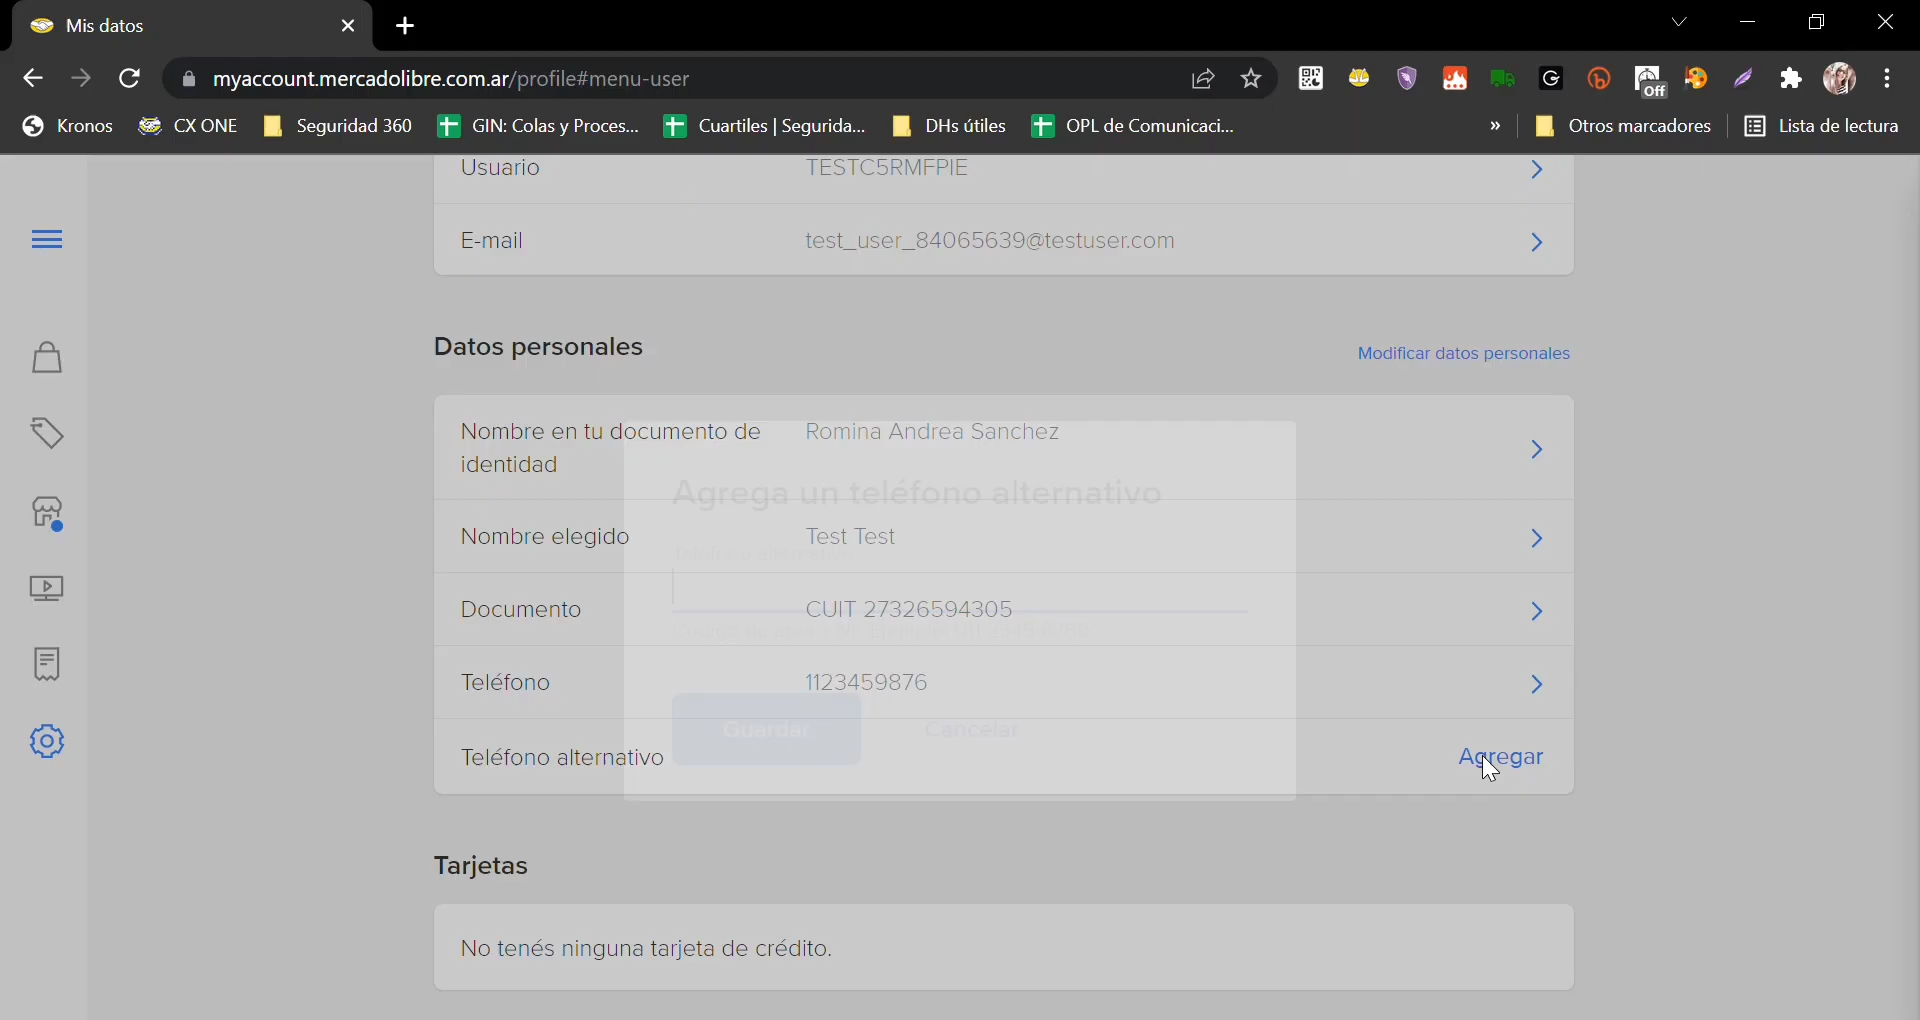 Mis datos
myaccount.mercadolibre.com.ar/profile#menu-user
Off
Kronos CX ONE Seguridad 360 GIN: Colas y Proces... Cuartiles | Segurida... DHs útiles OPL de Comunicaci... » Otros marcadores Lista de lectura
Usuario TESTC5RMFPIE
E-mail test_user_84065639@testuser.com
Datos personales Modificar datos personales
Nombre en tu documento de identidad Romina Andrea Sanchez
Agrega un teléfono alternativo
Nombre elegido Test Test
Documento CUIT 27326594305
Teléfono 1123459876
Guardar Cancelar
Teléfono alternativo Agregar
Tarjetas
No tenés ninguna tarjeta de crédito.